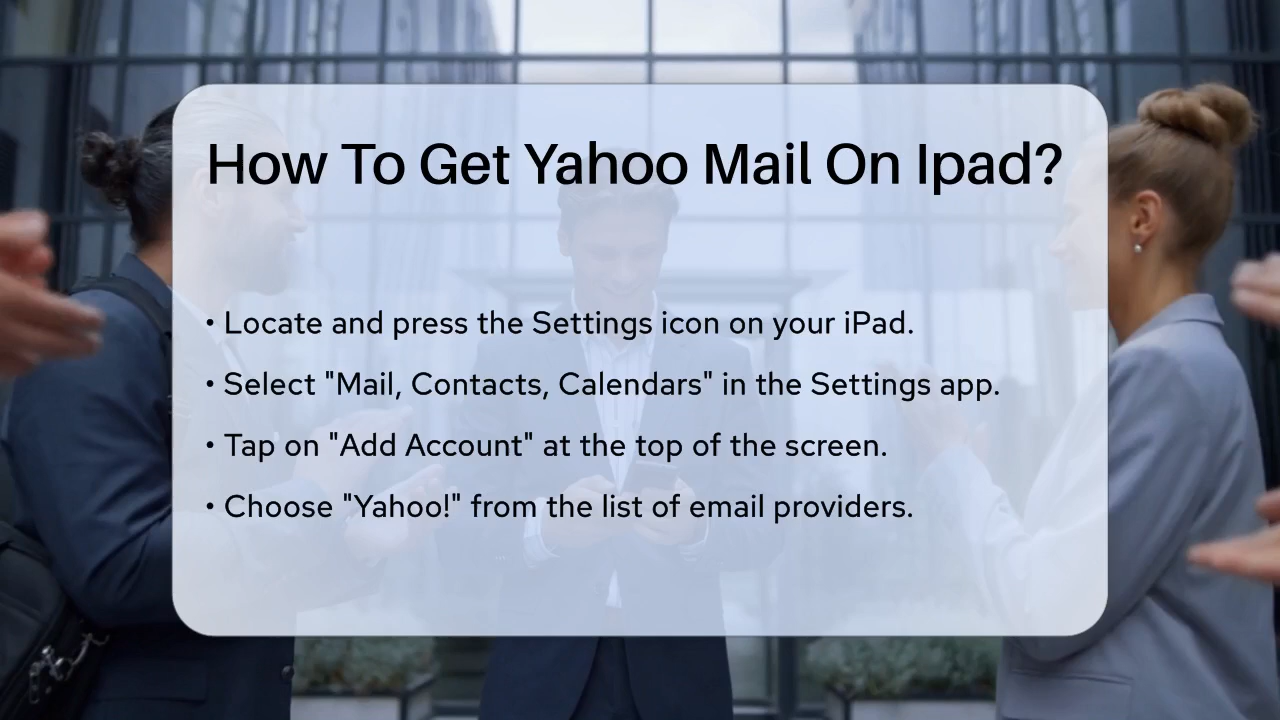 How To Get Yahoo Mail On Ipad?
• Locate and press the Settings icon on your iPad.
• Select "Mail, Contacts, Calendars" in the Settings app.
• Tap on "Add Account" at the top of the screen.
• Choose "Yahoo!" from the list of email providers.